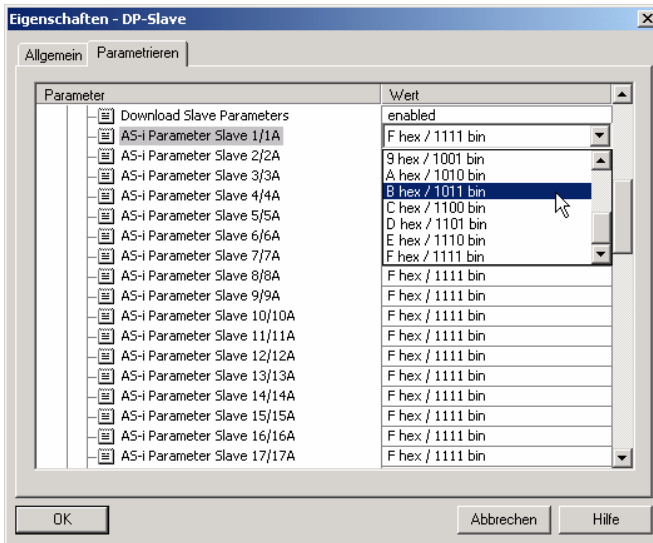 Eigenschaften - DP-Slave
Allgemein Parametrieren
Parameter Wert
Download Slave Parameters enabled
AS-i Parameter Slave 1/1A F hex / 1111 bin
AS-i Parameter Slave 2/2A 9 hex / 1001 bin
AS-i Parameter Slave 3/3A A hex / 1010 bin
AS-i Parameter Slave 4/4A B hex / 1011 bin
AS-i Parameter Slave 5/5A C hex / 1100 bin
AS-i Parameter Slave 6/6A D hex / 1101 bin
AS-i Parameter Slave 7/7A E hex / 1110 bin
F hex / 1111 bin
AS-i Parameter Slave 8/8A F hex / 1111 bin
AS-i Parameter Slave 9/9A F hex / 1111 bin
AS-i Parameter Slave 10/10A F hex / 1111 bin
AS-i Parameter Slave 11/11A F hex / 1111 bin
AS-i Parameter Slave 12/12A F hex / 1111 bin
AS-i Parameter Slave 13/13A F hex / 1111 bin
AS-i Parameter Slave 14/14A F hex / 1111 bin
AS-i Parameter Slave 15/15A F hex / 1111 bin
AS-i Parameter Slave 16/16A F hex / 1111 bin
AS-i Parameter Slave 17/17A F hex / 1111 bin
OK Abbrechen Hilfe